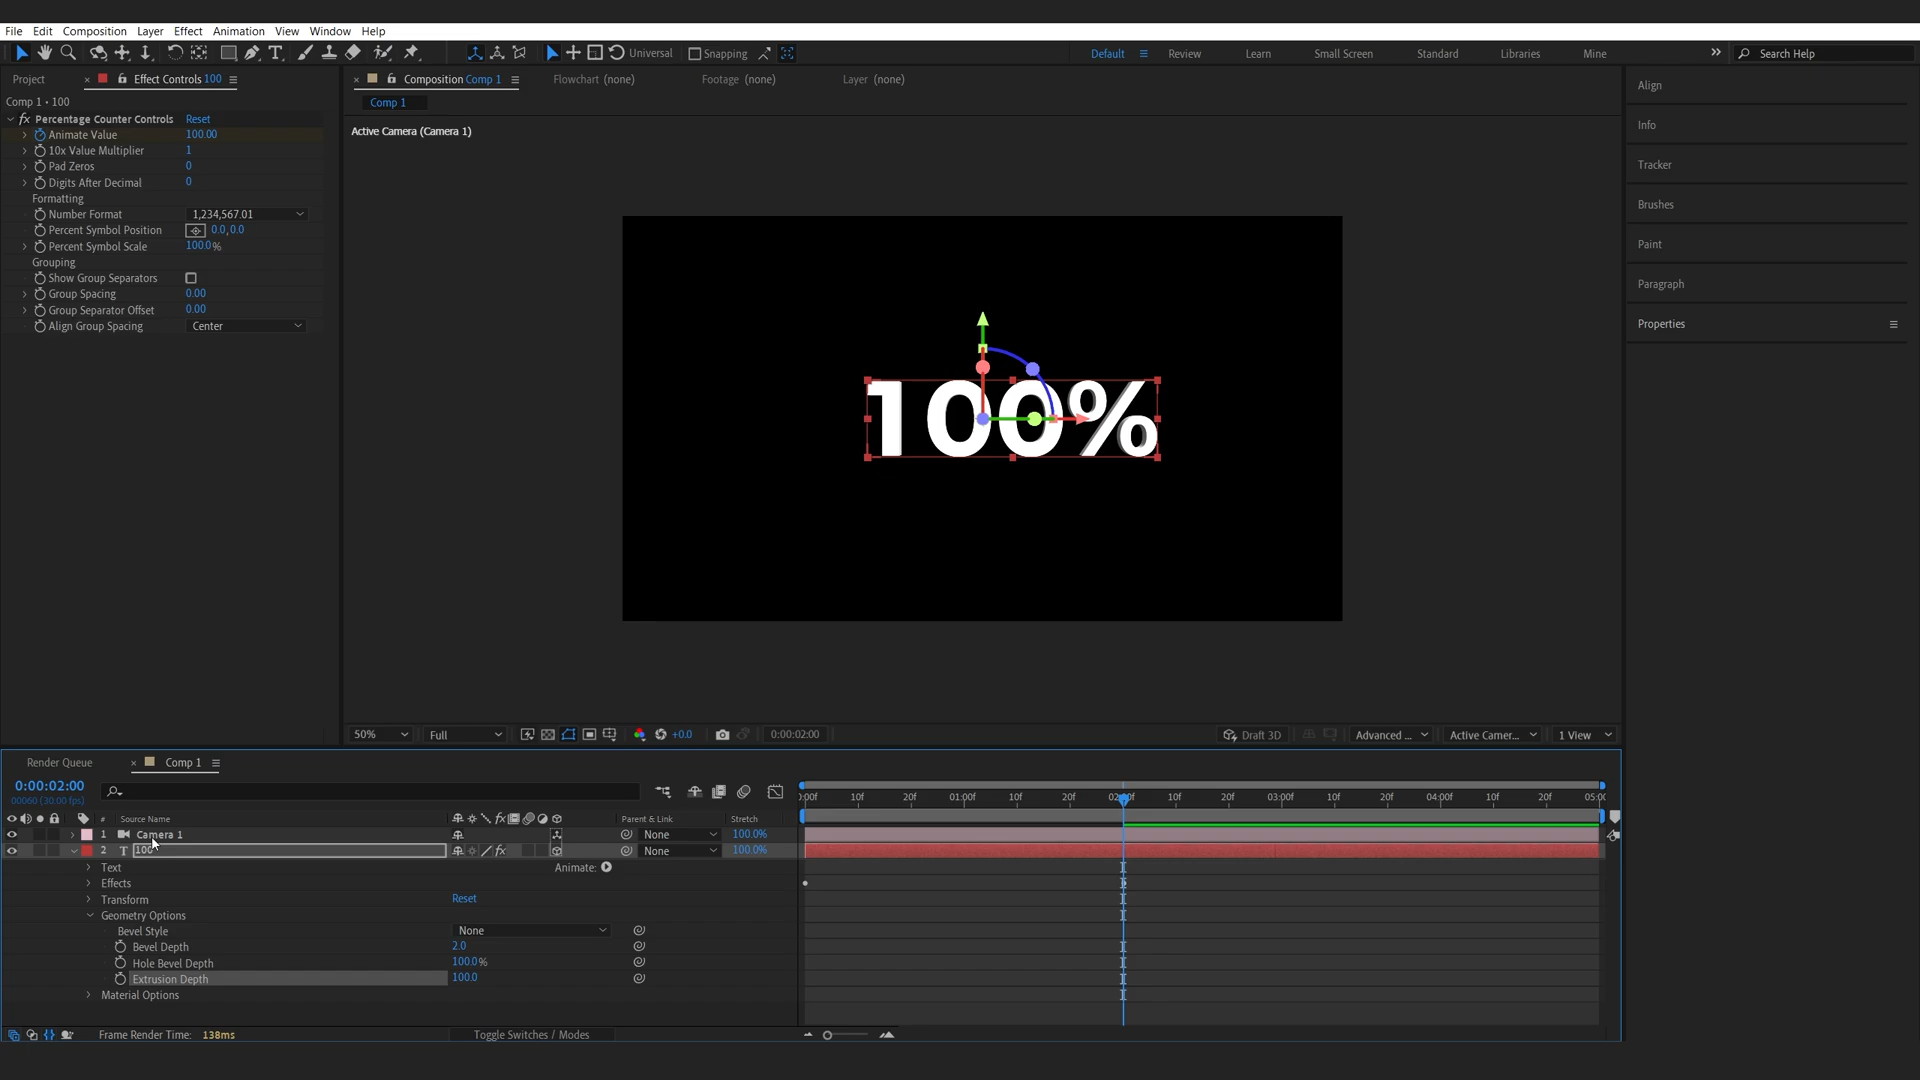 File Edit Composition Layer Effect Animation View Window Help
Universal Snapping Default Review Learn Small Screen Standard Libraries Mine Search Help
Project Effect Controls 100 Composition Comp 1 Flowchart (none) Footage (none) Layer (none)
Comp 1 • 100
Comp 1
Percentage Counter Controls Reset
Animate Value 100.00
10x Value Multiplier 1
Pad Zeros 0
Digits After Decimal 0
Formatting
Number Format 1,234,567.01
Percent Symbol Position 0.0,0.0
Percent Symbol Scale 100.0%
Grouping
Show Group Separators
Group Spacing 0.00
Group Separator Offset 0.00
Align Group Spacing Center
Active Camera (Camera 1)
100%
Align
Info
Tracker
Brushes
Paint
Paragraph
Properties
50% Full +0.0 0:00:02:00 Draft 3D Advanced ... Active Camer... 1 View
Render Queue Comp 1
0:00:02:00
00060 (30.00 fps)
:00f 10f 20f 01:00f 10f 20f 02 10f 20f 03:00f 10f 20f 04:00f 10f 20f 05:00
# Source Name Parent & Link Stretch
1 Camera 1 None 100.0%
2 T 100 None 100.0%
Text Animate:
Effects
Transform Reset
Geometry Options
Bevel Style None
Bevel Depth 2.0
Hole Bevel Depth 100.0%
Extrusion Depth 100.0
Material Options
Frame Render Time: 138ms Toggle Switches / Modes